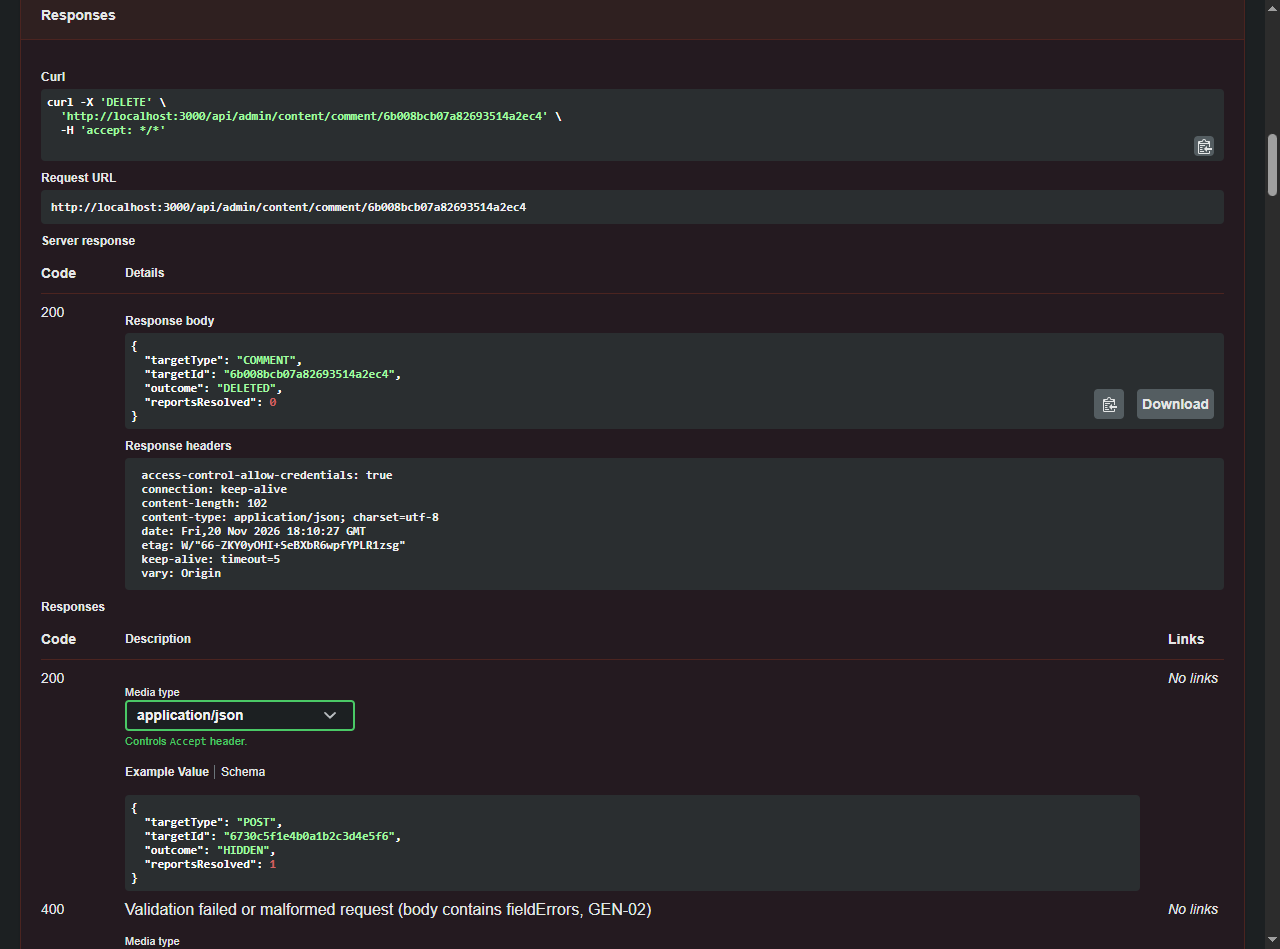 Responses
Curl
curl -X 'DELETE' \
  'http://localhost:3000/api/admin/content/comment/6b008bcb07a82693514a2ec4' \
  -H 'accept: */*'
Request URL
http://localhost:3000/api/admin/content/comment/6b008bcb07a82693514a2ec4
Server response
Code Details
200
Response body
{
  "targetType": "COMMENT",
  "targetId": "6b008bcb07a82693514a2ec4",
  "outcome": "DELETED",
  "reportsResolved": 0
}
Download
Response headers
access-control-allow-credentials: true
connection: keep-alive
content-length: 102
content-type: application/json; charset=utf-8
date: Fri,20 Nov 2026 18:10:27 GMT
etag: W/"66-ZKY0yOHI+SeBXbR6wpfYPLR1zsg"
keep-alive: timeout=5
vary: Origin
Responses
Code Description Links
200 No links
Media type
application/json
Controls Accept header.
Example Value Schema
{
  "targetType": "POST",
  "targetId": "6730c5f1e4b0a1b2c3d4e5f6",
  "outcome": "HIDDEN",
  "reportsResolved": 1
}
400 Validation failed or malformed request (body contains fieldErrors, GEN-02) No links
Media type